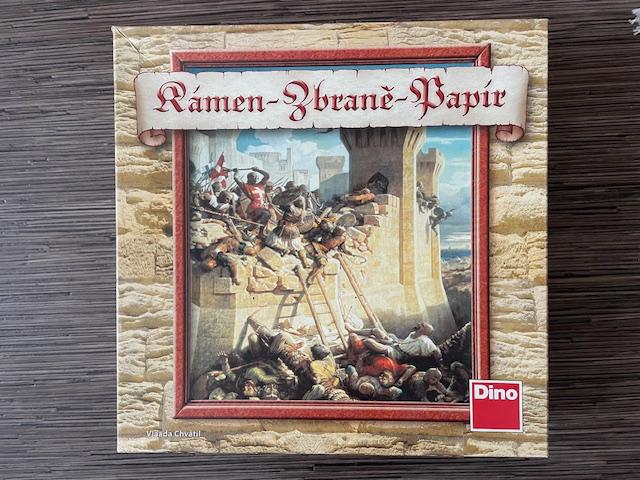 Kámen-Zbraně-Papír
Dino
Vlaada Chvátil